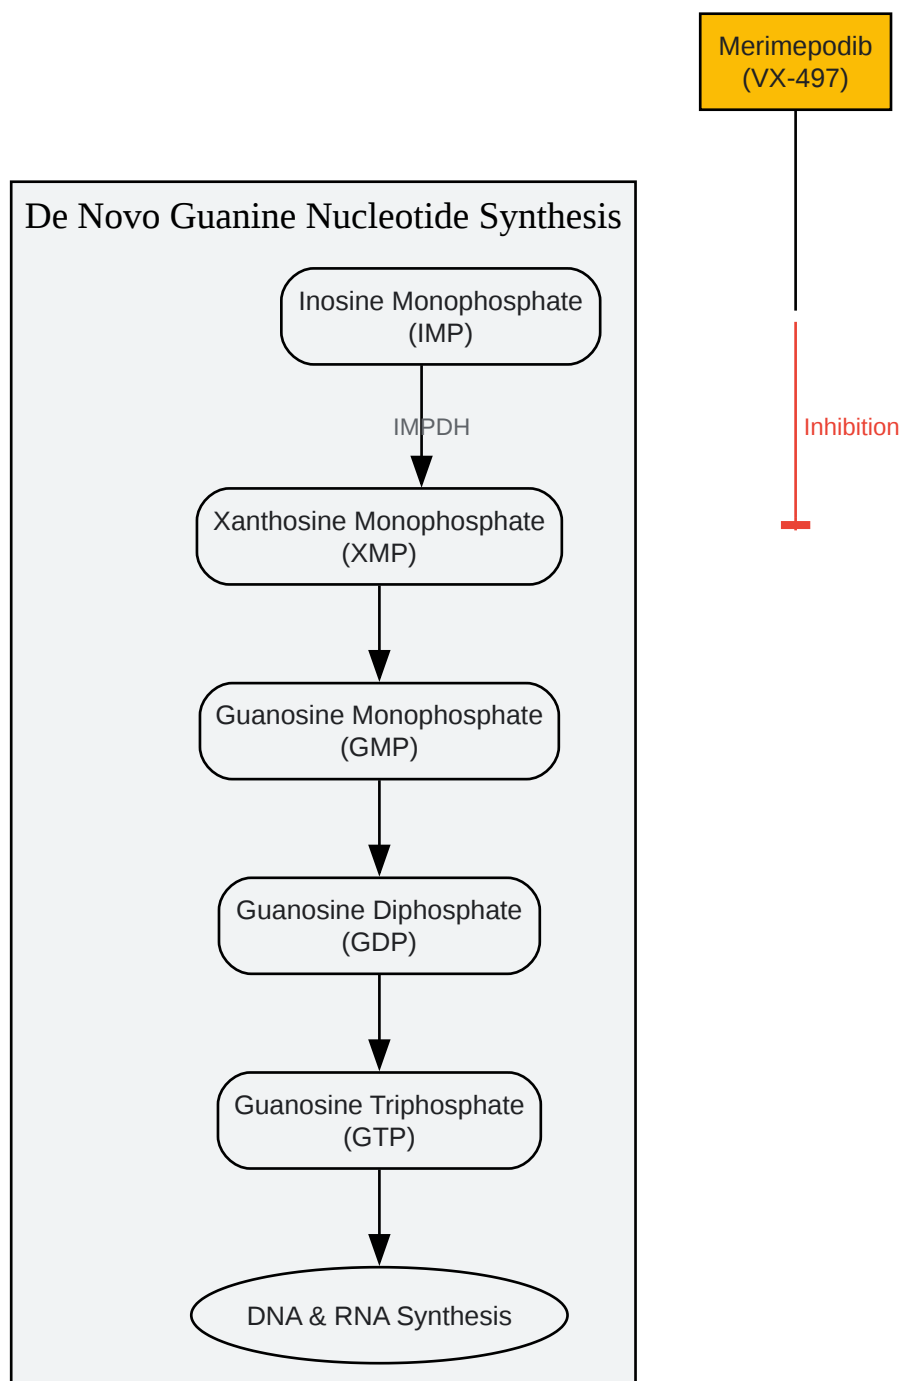 Merimepodib
(VX-497)
De Novo Guanine Nucleotide Synthesis
Inosine Monophosphate
(IMP)
IMPDH
Inhibition
Xanthosine Monophosphate
(XMP)
Guanosine Monophosphate
(GMP)
Guanosine Diphosphate
(GDP)
Guanosine Triphosphate
(GTP)
DNA & RNA Synthesis